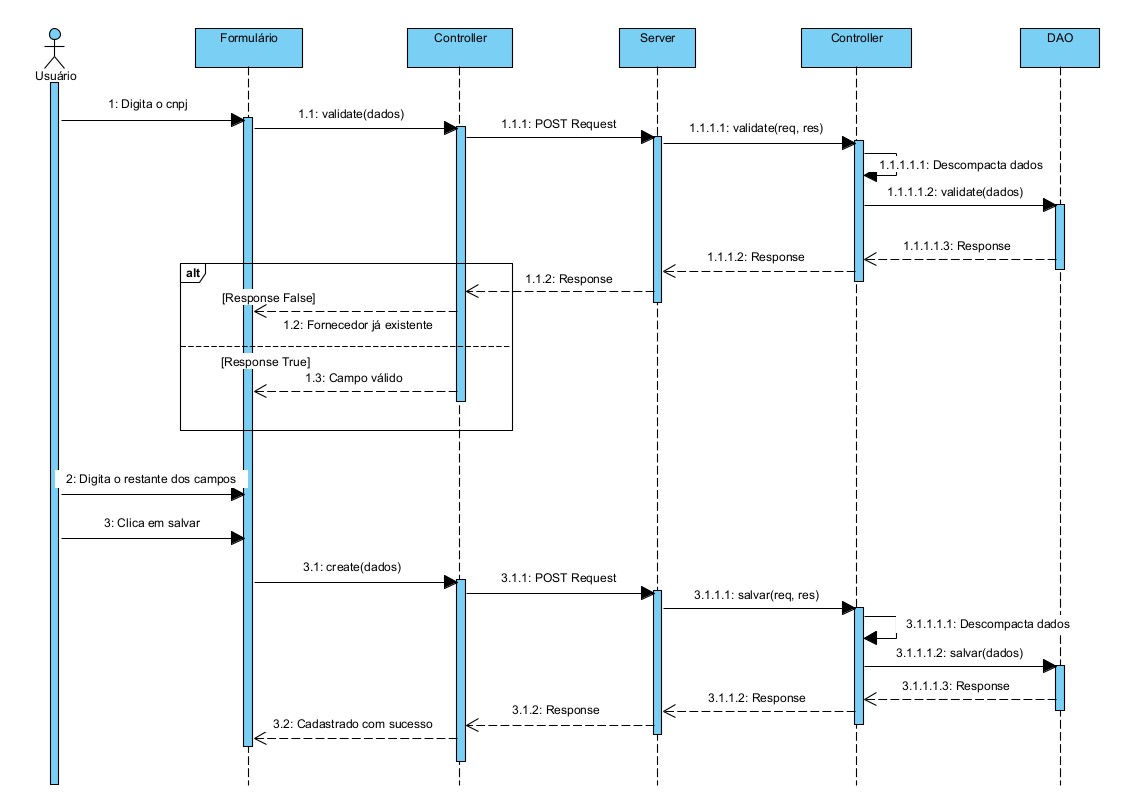 Usuário
Formulário
Controller
Server
Controller
DAO
1: Digita o cnpj
1.1: validate(dados)
1.1.1: POST Request
1.1.1.1: validate(req, res)
1.1.1.1.1: Descompacta dados
1.1.1.1.2: validate(dados)
1.1.1.1.3: Response
1.1.1.2: Response
1.1.2: Response
alt
[Response False]
1.2: Fornecedor já existente
[Response True]
1.3: Campo válido
2: Digita o restante dos campos
3: Clica em salvar
3.1: create(dados)
3.1.1: POST Request
3.1.1.1: salvar(req, res)
3.1.1.1.1: Descompacta dados
3.1.1.1.2: salvar(dados)
3.1.1.1.3: Response
3.1.1.2: Response
3.1.2: Response
3.2: Cadastrado com sucesso